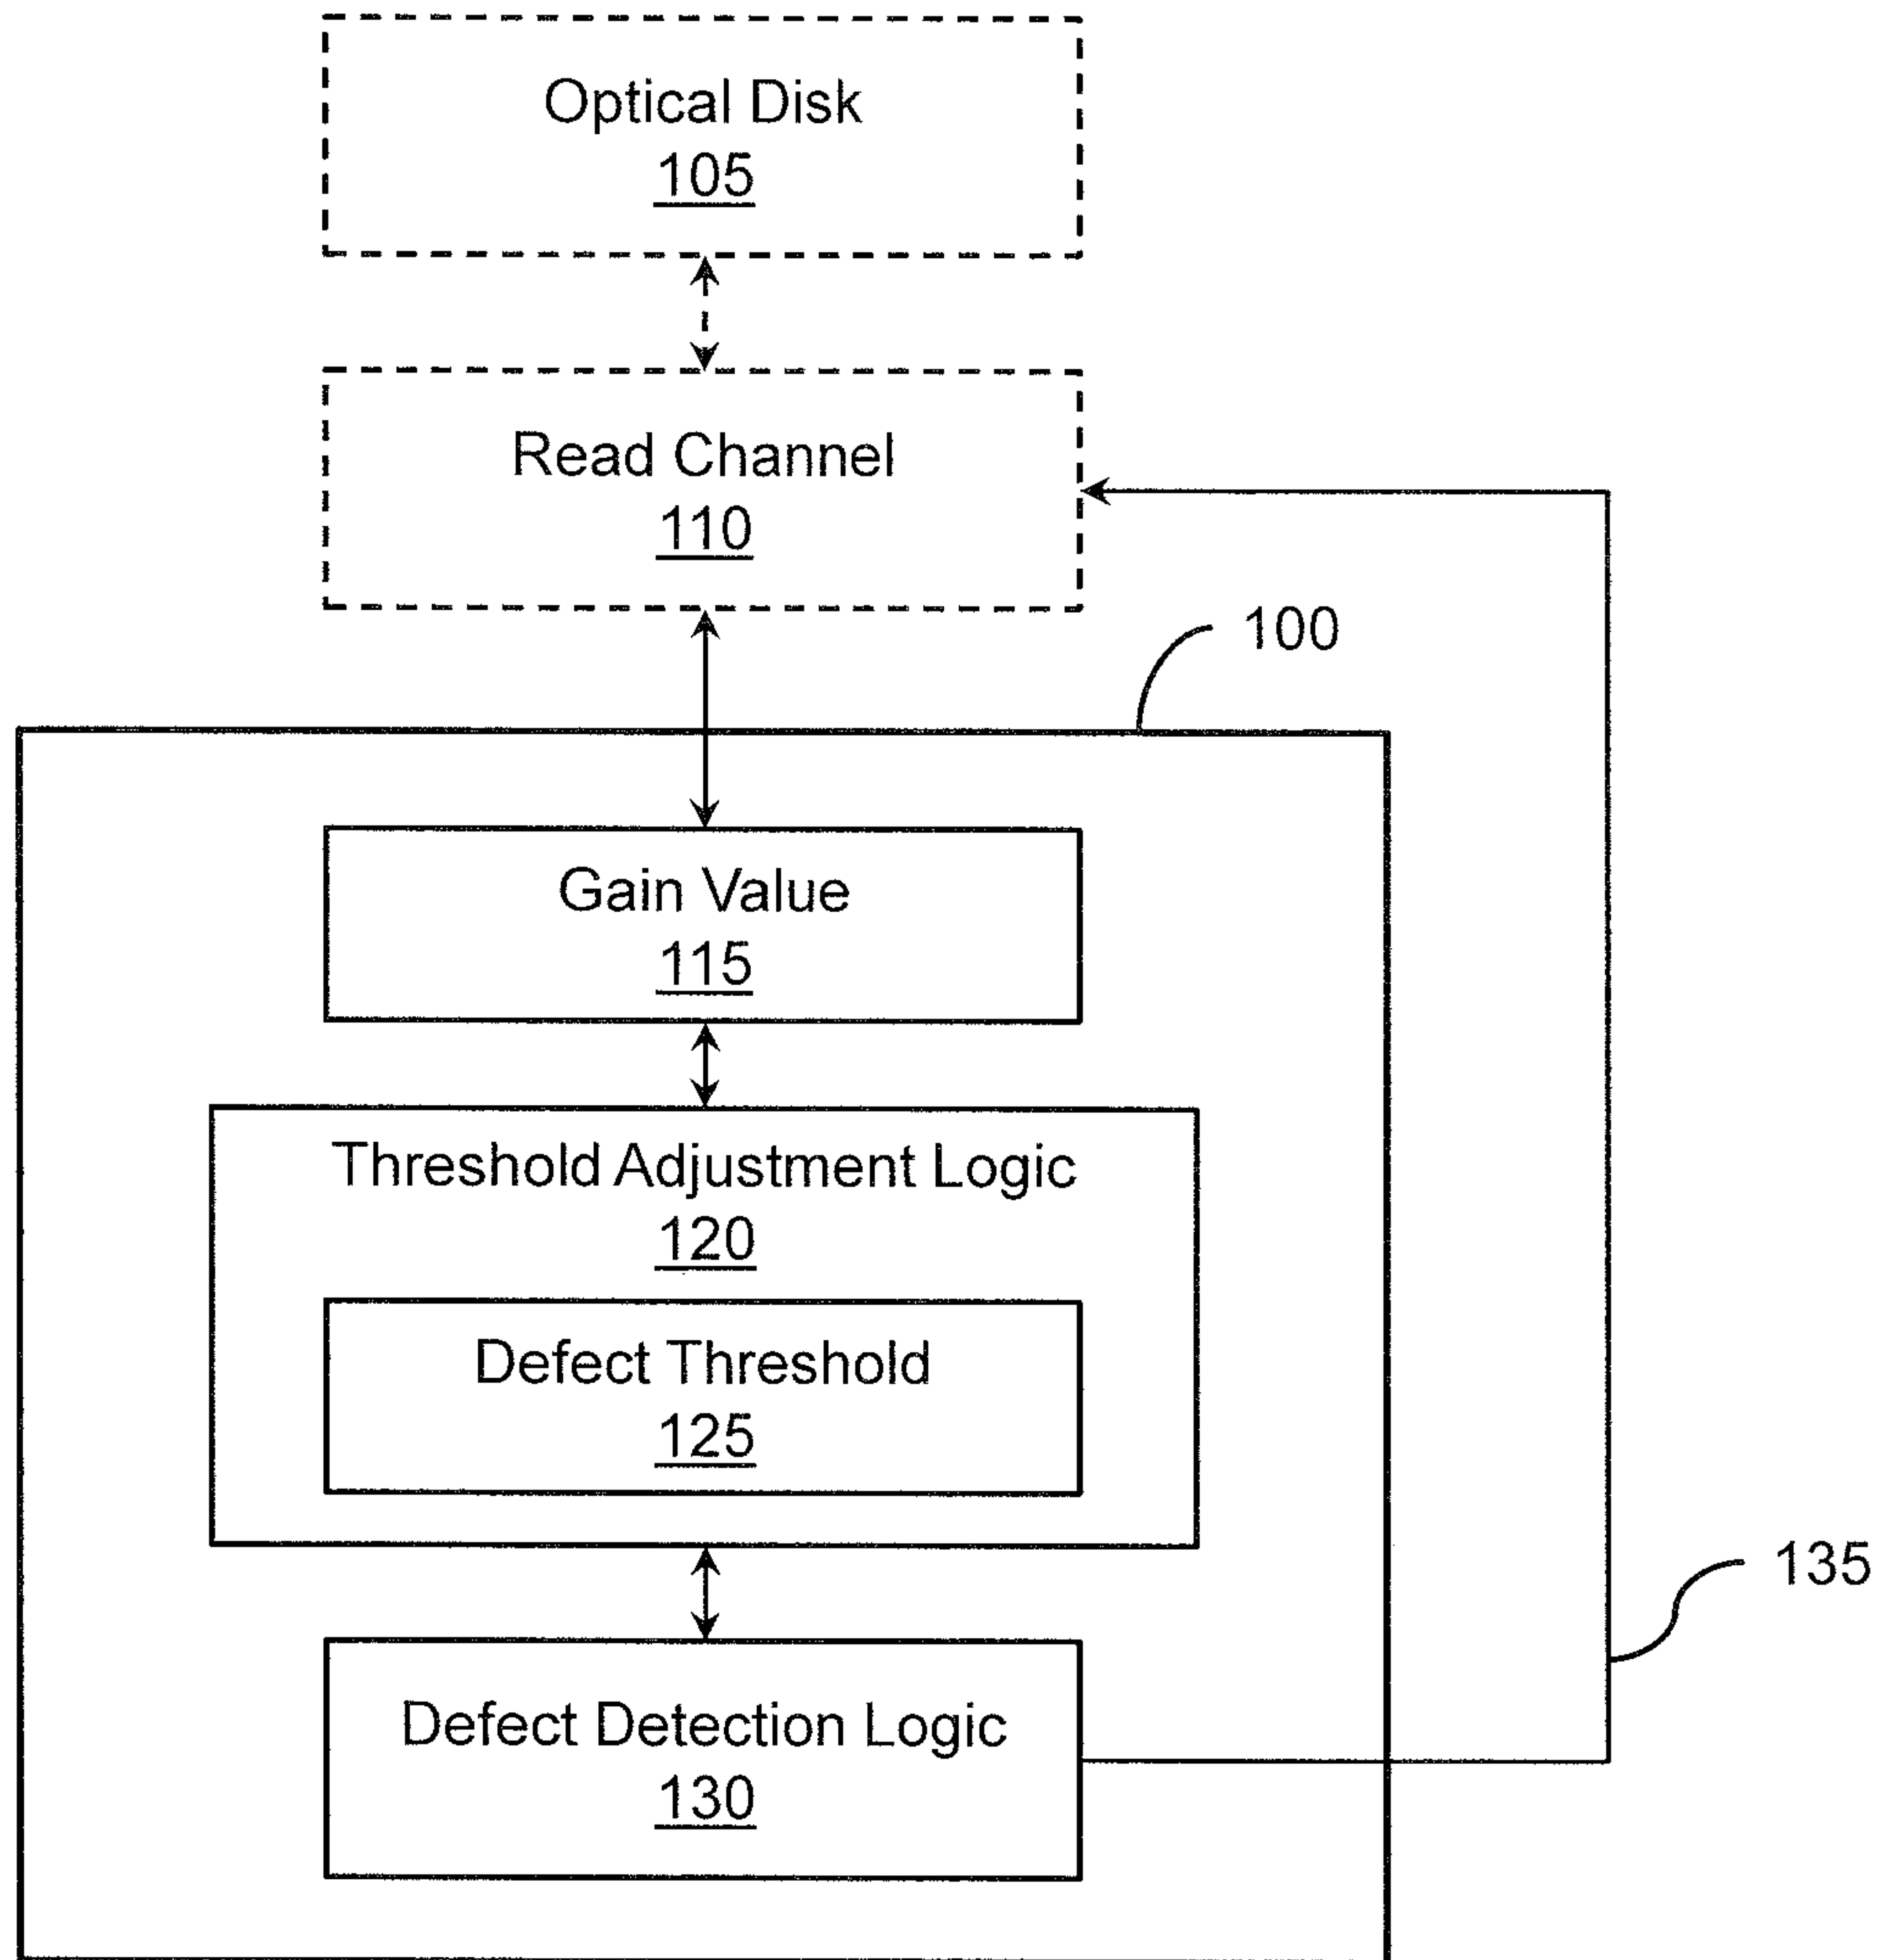 Optical Disk
105
Read Channel
110
100
Gain Value
115
Threshold Adjustment Logic
120
Defect Threshold
125
135
Defect Detection Logic
130